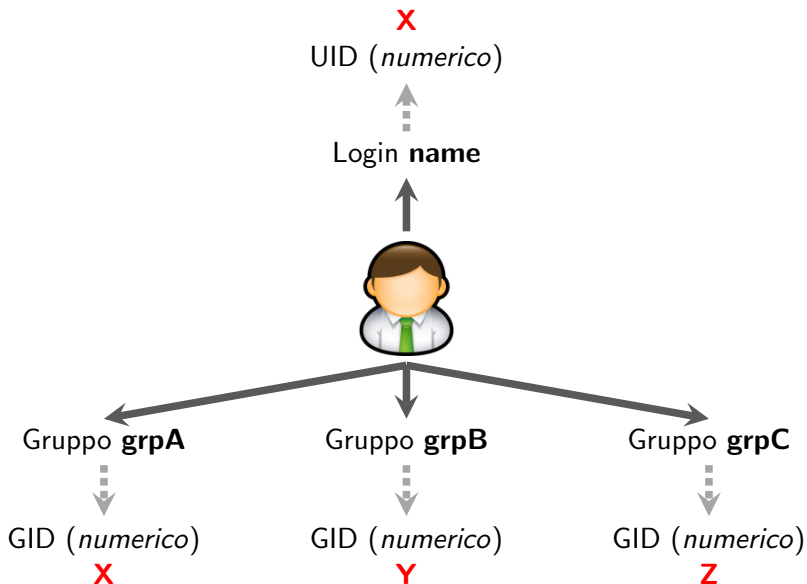 X
UID (numerico)
Login name
Gruppo grpA Gruppo grpB Gruppo grpC
GID (numerico) GID (numerico) GID (numerico)
X Y Z